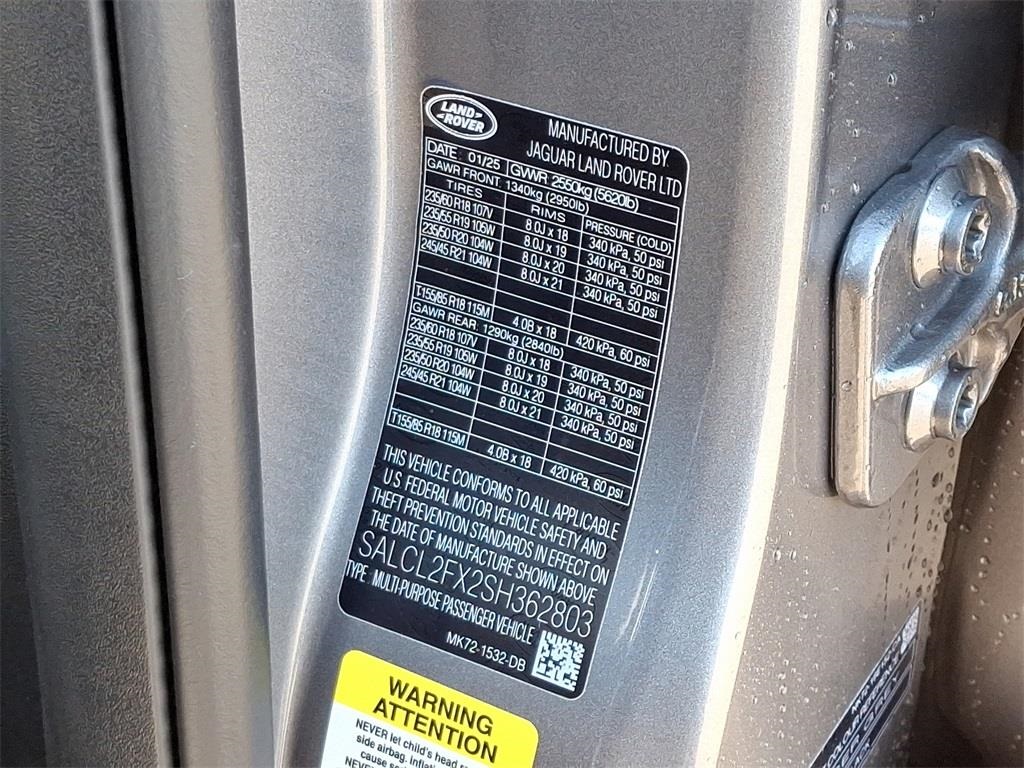 LAND ROVER
MANUFACTURED BY
JAGUAR LAND ROVER LTD
DATE: 01/25 GVWR: 2550kg (5620lb)
GAWR FRONT: 1340kg (2950lb)
TIRES RIMS PRESSURE (COLD)
235/60 R18 107V 8.0J x 18 340 kPa, 50 psi
235/55 R19 105W 8.0J x 19 340 kPa, 50 psi
235/50 R20 104W 8.0J x 20 340 kPa, 50 psi
245/45 R21 104W 8.0J x 21 340 kPa, 50 psi
T155/85 R18 115M 4.0B x 18 420 kPa, 60 psi
GAWR REAR: 1290kg (2840lb)
235/60 R18 107V 8.0J x 18 340 kPa, 50 psi
235/55 R19 105W 8.0J x 19 340 kPa, 50 psi
235/50 R20 104W 8.0J x 20 340 kPa, 50 psi
245/45 R21 104W 8.0J x 21 340 kPa, 50 psi
T155/85 R18 115M 4.0B x 18 420 kPa, 60 psi
THIS VEHICLE CONFORMS TO ALL APPLICABLE
U.S. FEDERAL MOTOR VEHICLE SAFETY AND
THEFT PREVENTION STANDARDS IN EFFECT ON
THE DATE OF MANUFACTURE SHOWN ABOVE
SALCL2FX2SH362803
TYPE: MULTI-PURPOSE PASSENGER VEHICLE
MK72-1532-DB
WARNING
ATTENTION
NEVER let child's head
side airbag.
cause